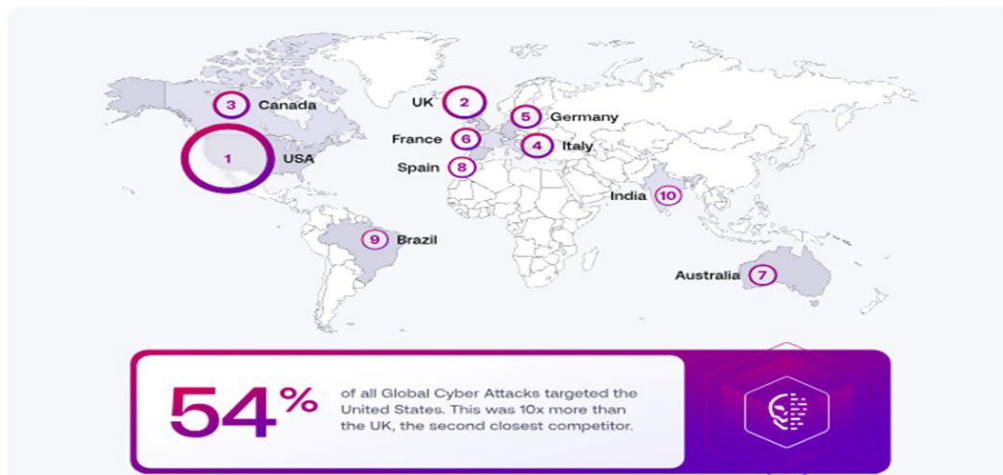 3 Canada
UK 2
5 Germany
France 6
4 Italy
1 USA
Spain 8
India 10
9 Brazil
Australia 7
54%
of all Global Cyber Attacks targeted the
United States. This was 10x more than
the UK, the second closest competitor.